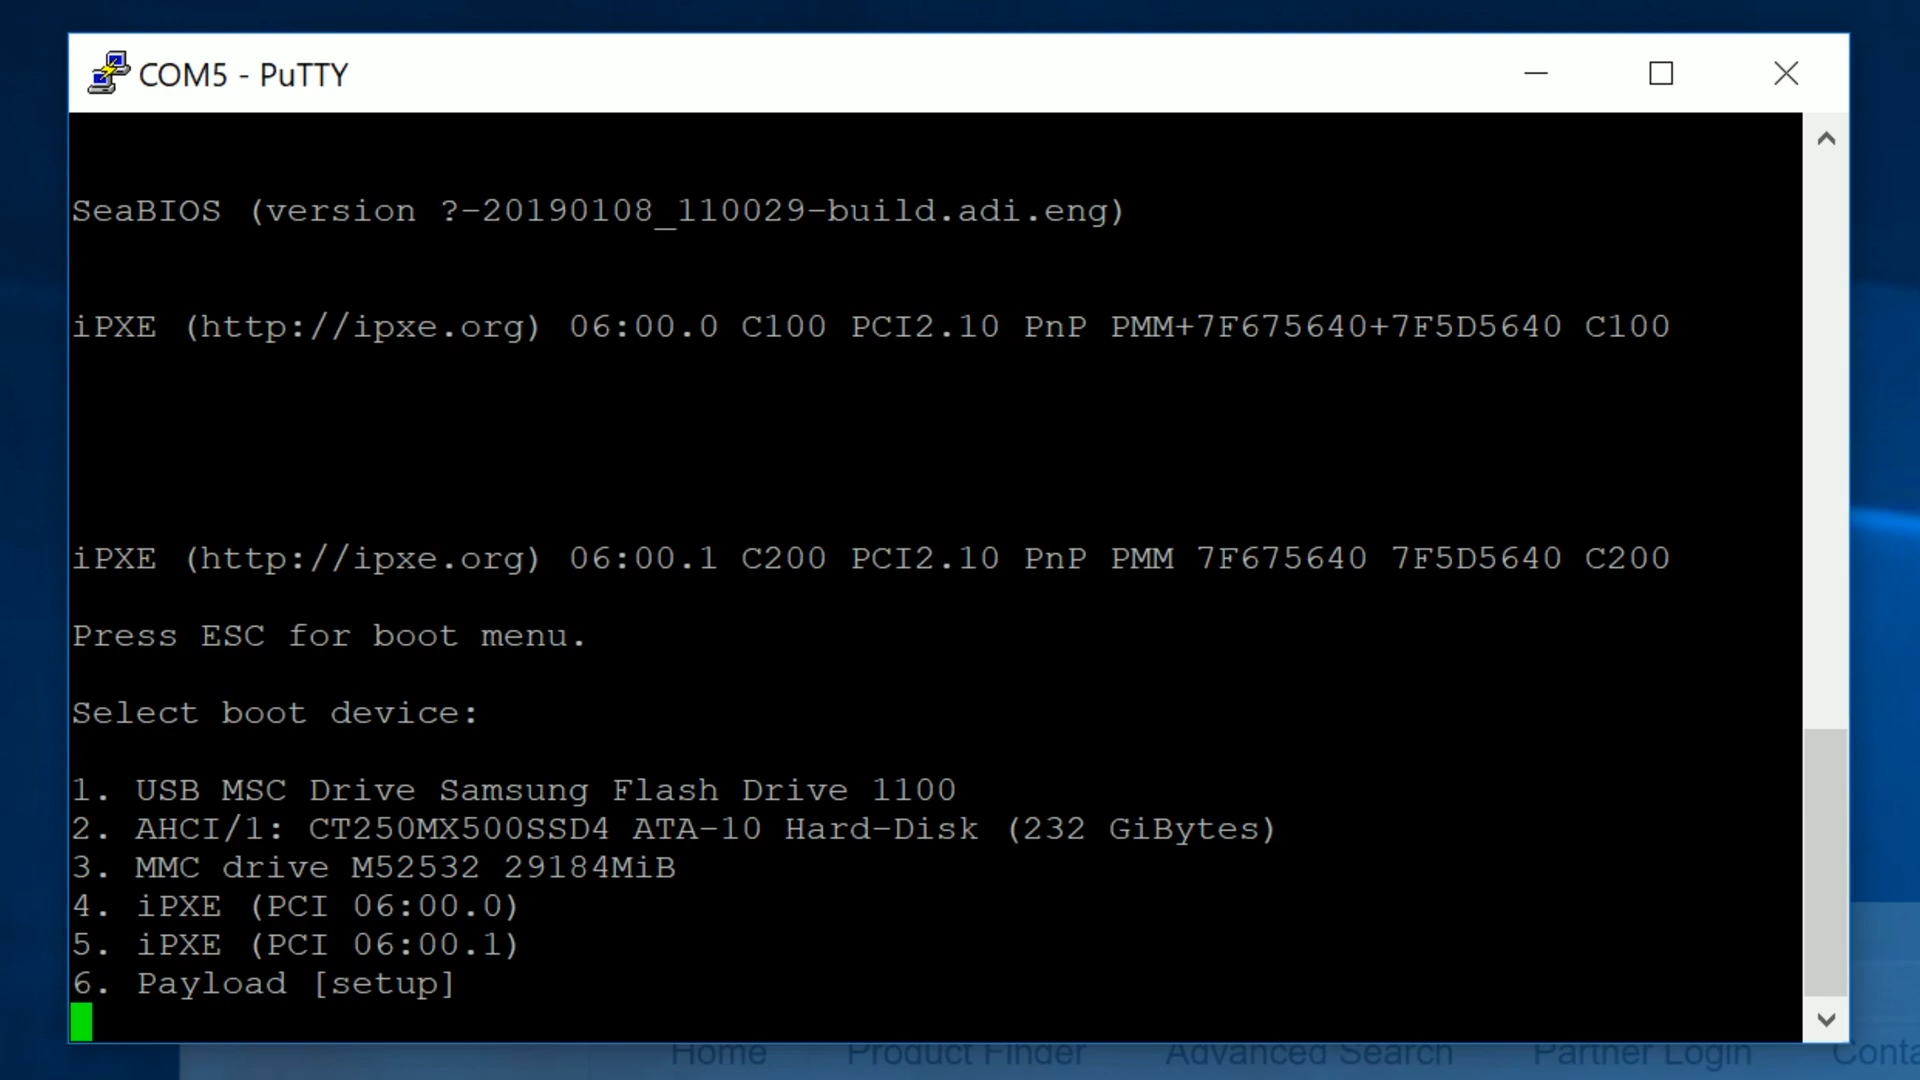 COM5 - PuTTY
SeaBIOS (version ?-20190108_110029-build.adi.eng)
iPXE (http://ipxe.org) 06:00.0 C100 PCI2.10 PnP PMM+7F675640+7F5D5640 C100
iPXE (http://ipxe.org) 06:00.1 C200 PCI2.10 PnP PMM 7F675640 7F5D5640 C200
Press ESC for boot menu.
Select boot device:
1. USB MSC Drive Samsung Flash Drive 1100
2. AHCI/1: CT250MX500SSD4 ATA-10 Hard-Disk (232 GiBytes)
3. MMC drive M52532 29184MiB
4. iPXE (PCI 06:00.0)
5. iPXE (PCI 06:00.1)
6. Payload [setup]
Home Product Finder Advanced Search Partner Login Conta